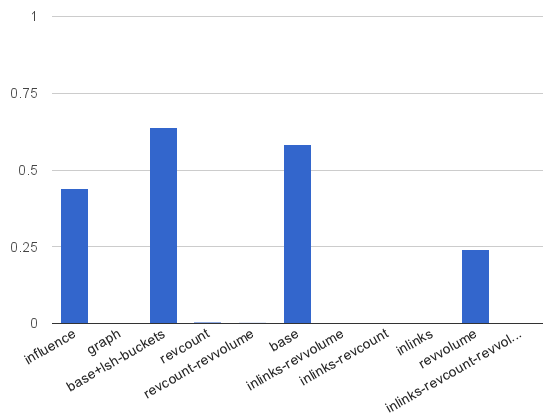 1
0.75
0.5
0.25
0
influence
graph
base+lsh-buckets
revcount
revcount-revvolume
base
inlinks-revvolume
inlinks-revcount
inlinks
revvolume
inlinks-revcount-revvol...